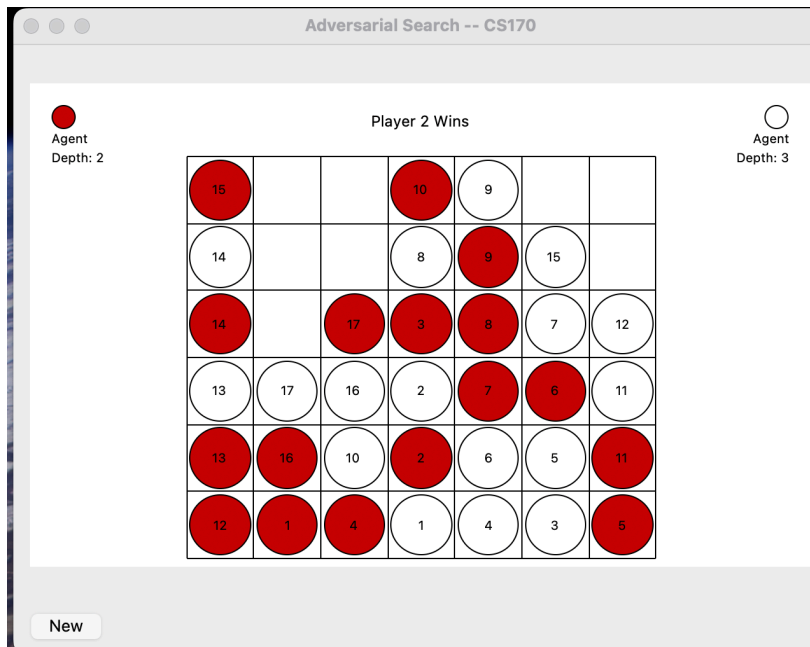 Adversarial Search -- CS170
Agent
Depth: 2
Player 2 Wins
Agent
Depth: 3
15 10 9
14 8 9 15
14 17 3 8 7 12
13 17 16 2 7 6 11
13 16 10 2 6 5 11
12 1 4 1 4 3 5
New